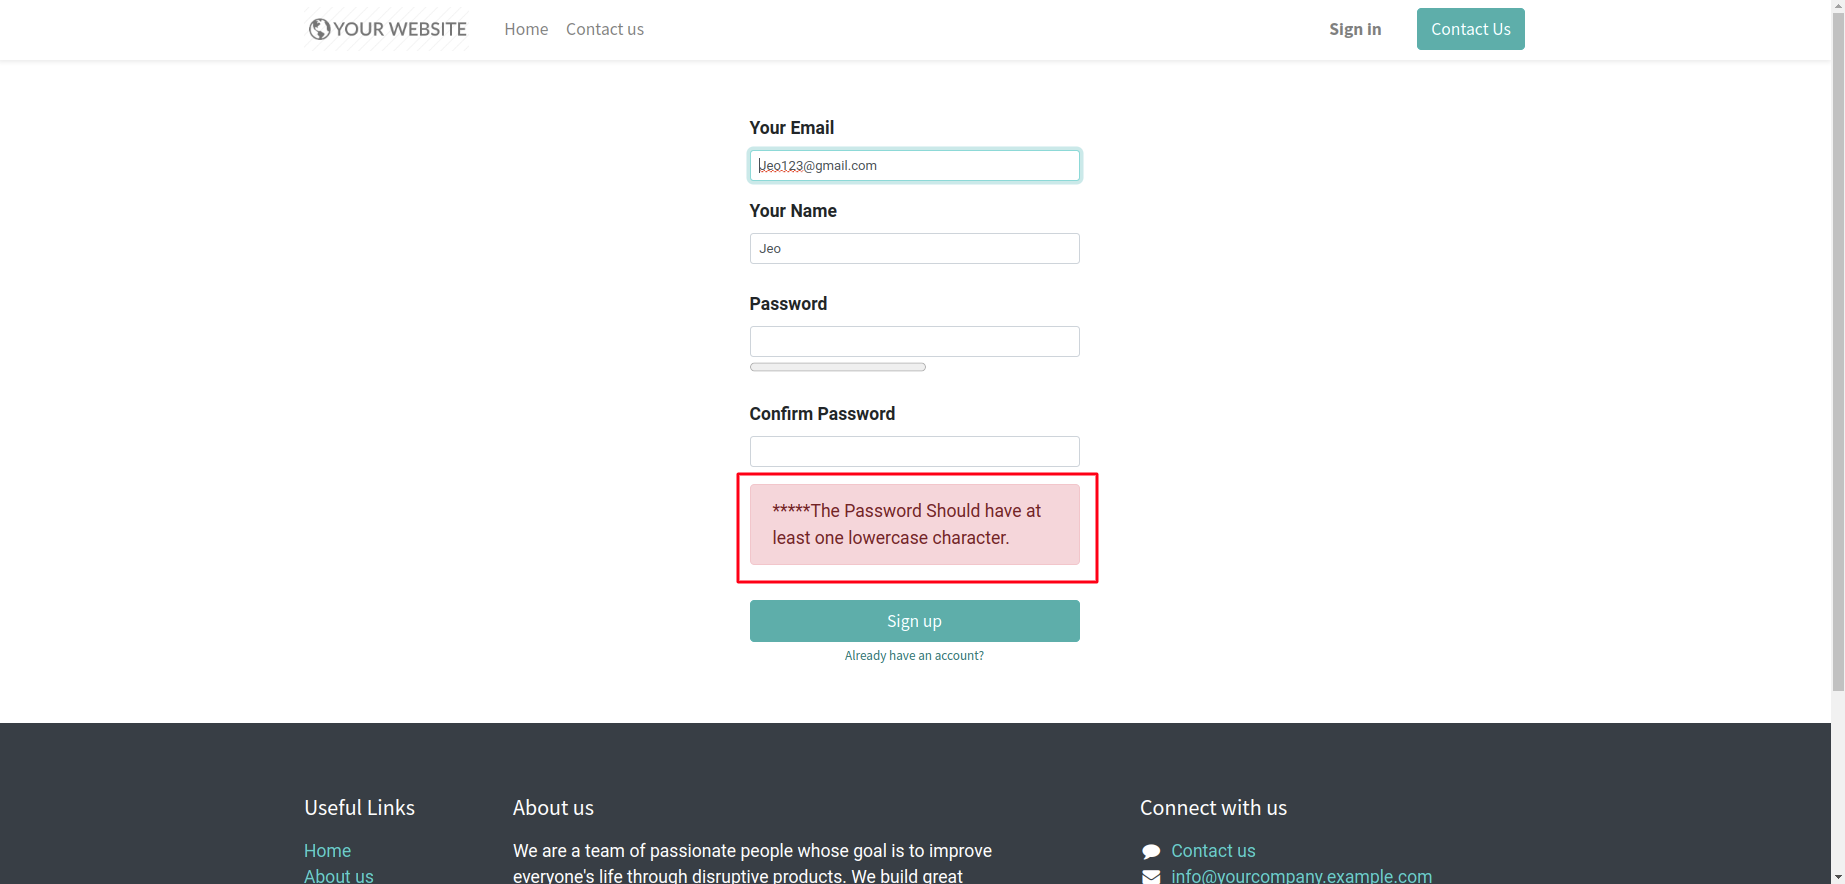 YOUR WEBSITE
Home
Contact us
Sign in
Contact Us
Your Email
Jeo123@gmail.com
Your Name
Jeo
Password
Confirm Password
*****The Password Should have at
least one lowercase character.
Sign up
Already have an account?
Useful Links
About us
Connect with us
Home
We are a team of passionate people whose goal is to improve
Contact us
About us
everyone's life through disruptive products. We build great
info@yourcompany.example.com